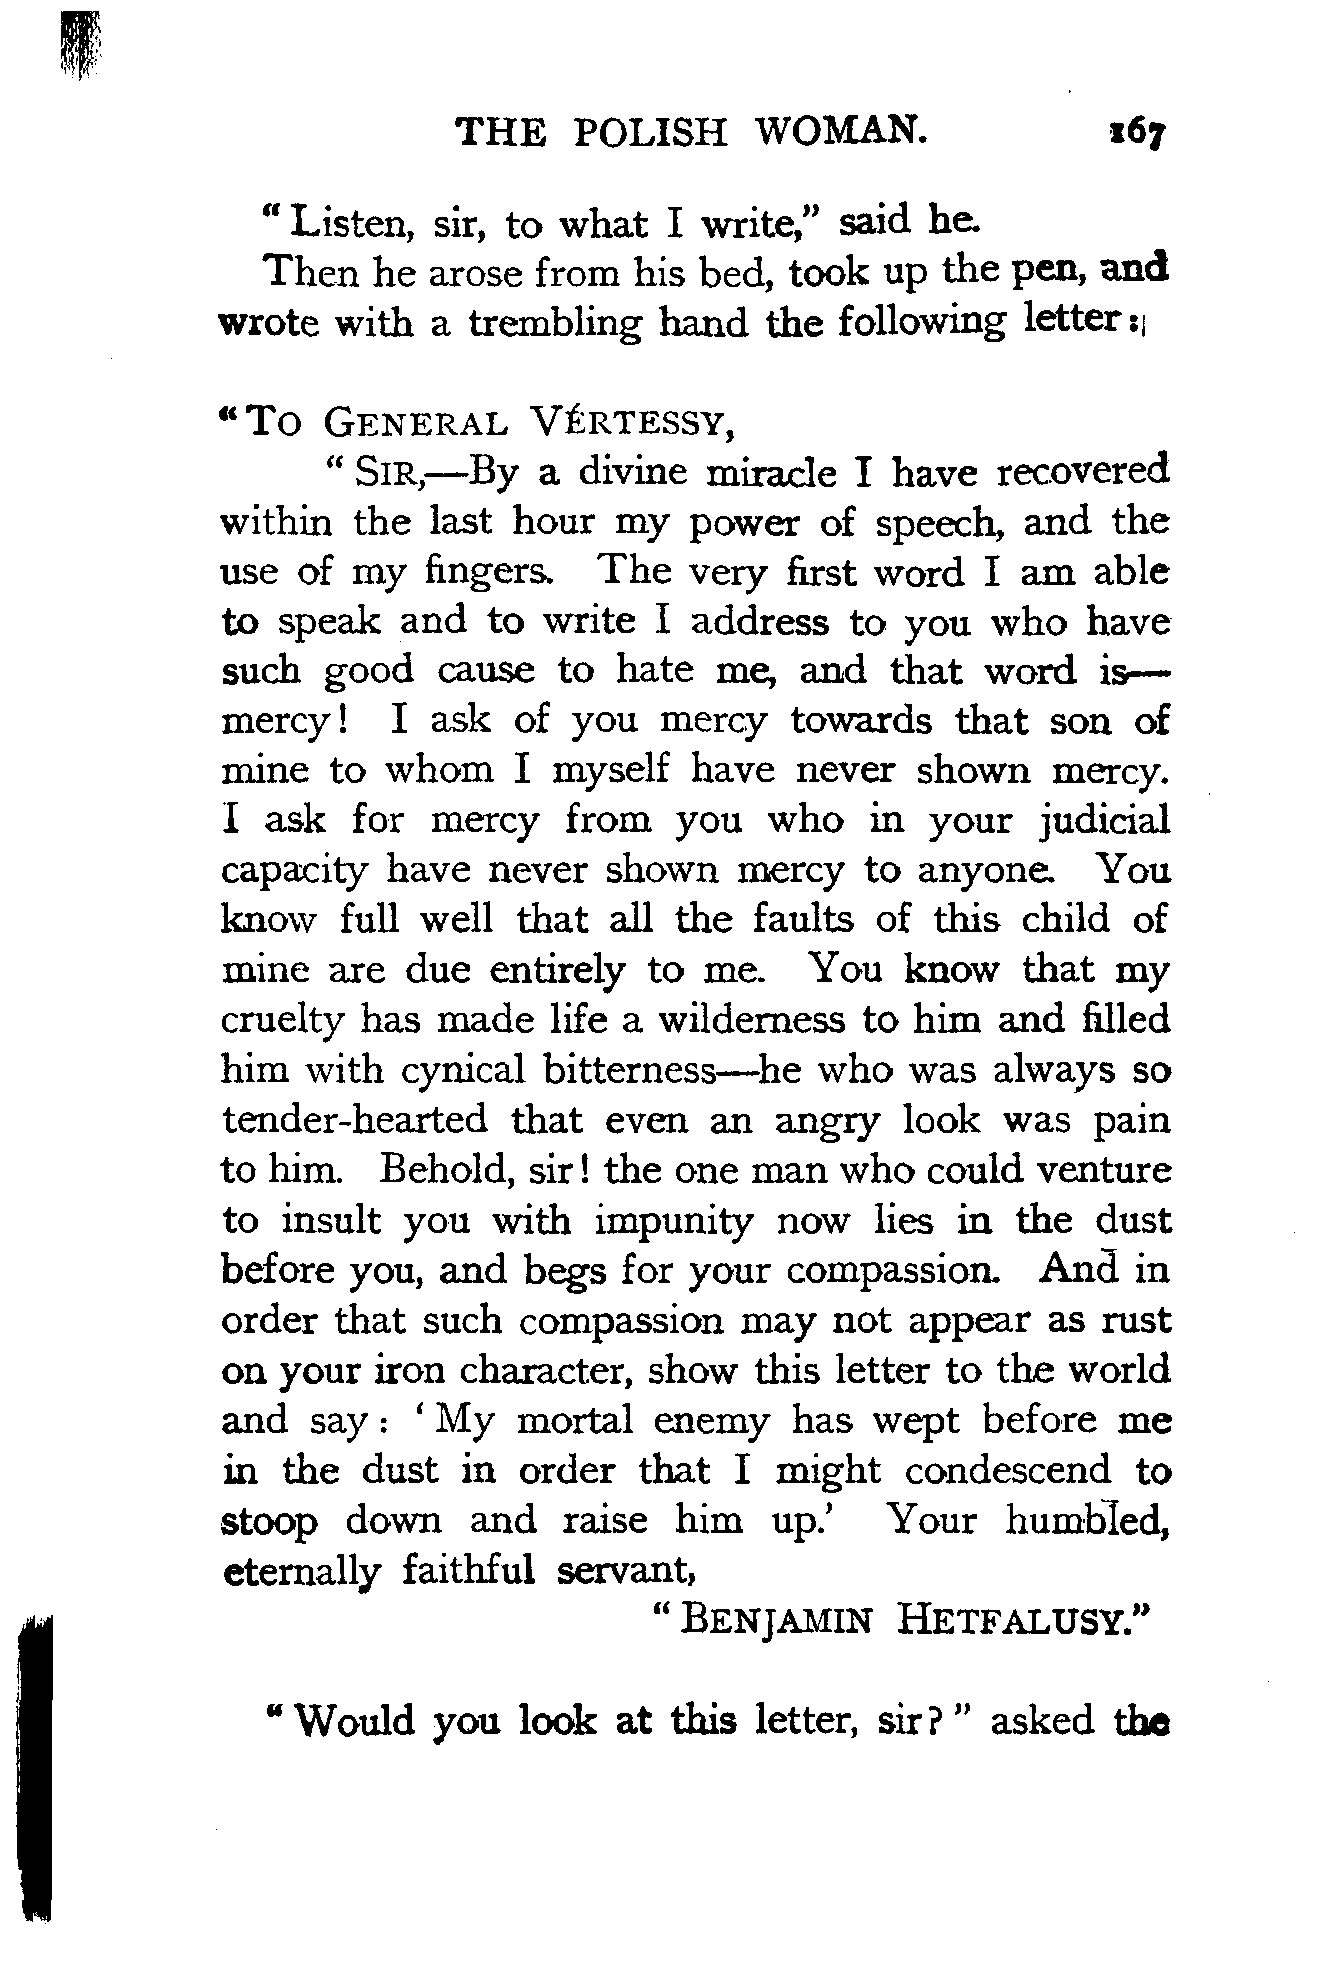 THE POLISH WOMAN. 167
“Listen, sir, to what I write,” said he.
Then he arose from his bed, took up the pen, and
wrote with a trembling hand the following letter:
“To General Vértessy,
“Sir,—By a divine miracle I have recovered
within the last hour my power of speech, and the
use of my fingers. The very first word I am able
to speak and to write I address to you who have
such good cause to hate me, and that word is—
mercy! I ask of you mercy towards that son of
mine to whom I myself have never shown mercy.
I ask for mercy from you who in your judicial
capacity have never shown mercy to anyone. You
know full well that all the faults of this child of
mine are due entirely to me. You know that my
cruelty has made life a wilderness to him and filled
him with cynical bitterness—he who was always so
tender-hearted that even an angry look was pain
to him. Behold, sir! the one man who could venture
to insult you with impunity now lies in the dust
before you, and begs for your compassion. And in
order that such compassion may not appear as rust
on your iron character, show this letter to the world
and say: ‘My mortal enemy has wept before me
in the dust in order that I might condescend to
stoop down and raise him up.’ Your humbled,
eternally faithful servant,
“Benjamin Hetfalusy.”
“Would you look at this letter, sir?” asked the